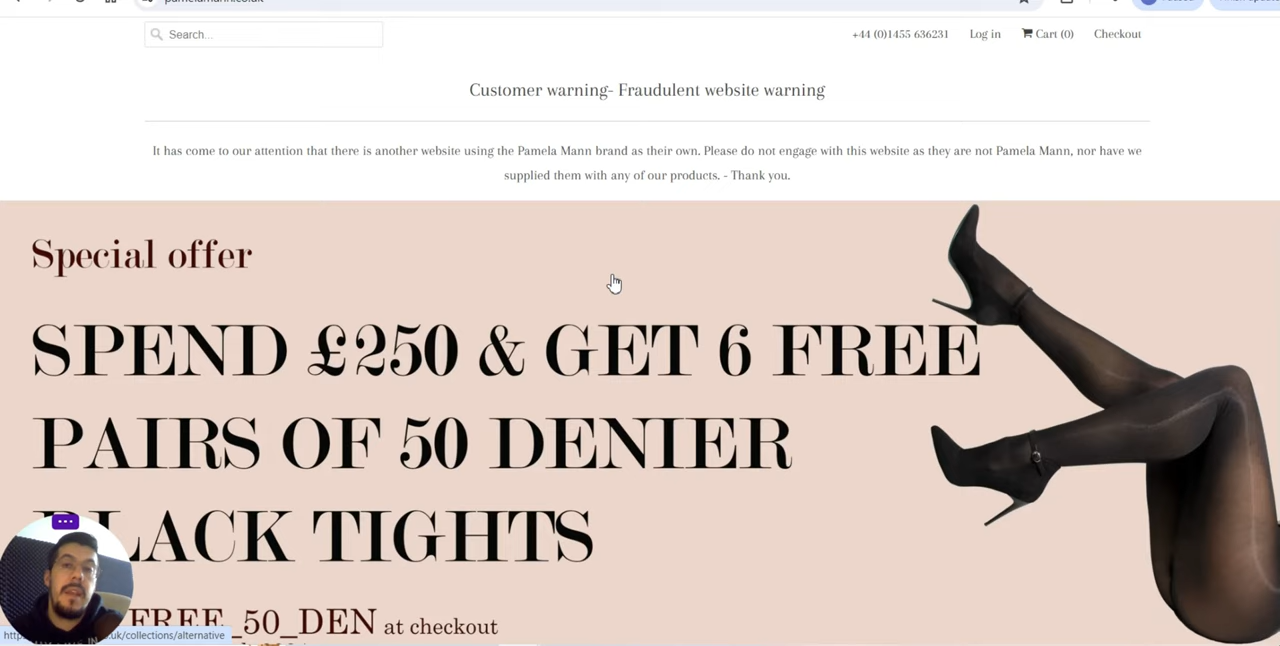 Search...
+44 (0)1455 636231 Log in Cart (0) Checkout
Customer warning- Fraudulent website warning
It has come to our attention that there is another website using the Pamela Mann brand as their own. Please do not engage with this website as they are not Pamela Mann, nor have we
supplied them with any of our products. - Thank you.
Special offer
SPEND £250 & GET 6 FREE
PAIRS OF 50 DENIER
BLACK TIGHTS
FREE_50_DEN at checkout
.uk/collections/alternative